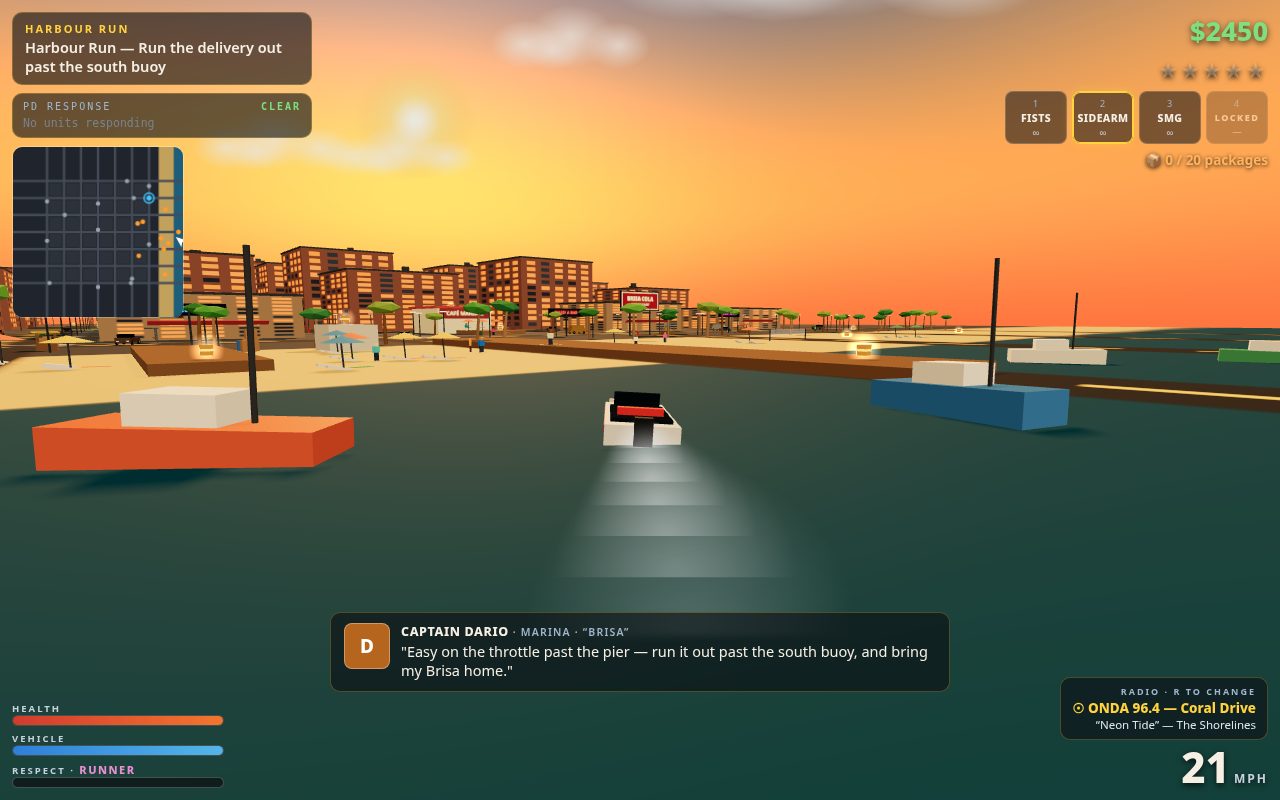 HARBOUR RUN
Harbour Run — Run the delivery out
past the south buoy
PD RESPONSE CLEAR
No units responding
$2450
1 2 3 4
FISTS SIDEARM SMG LOCKED
∞ ∞ ∞ —
0 / 20 packages
BRISA COLA
CAPTAIN DARIO · MARINA · “BRISA”
D
"Easy on the throttle past the pier — run it out past the south buoy, and bring
my Brisa home."
HEALTH
VEHICLE
RESPECT · RUNNER
RADIO · R TO CHANGE
ONDA 96.4 — Coral Drive
“Neon Tide” — The Shorelines
21 MPH